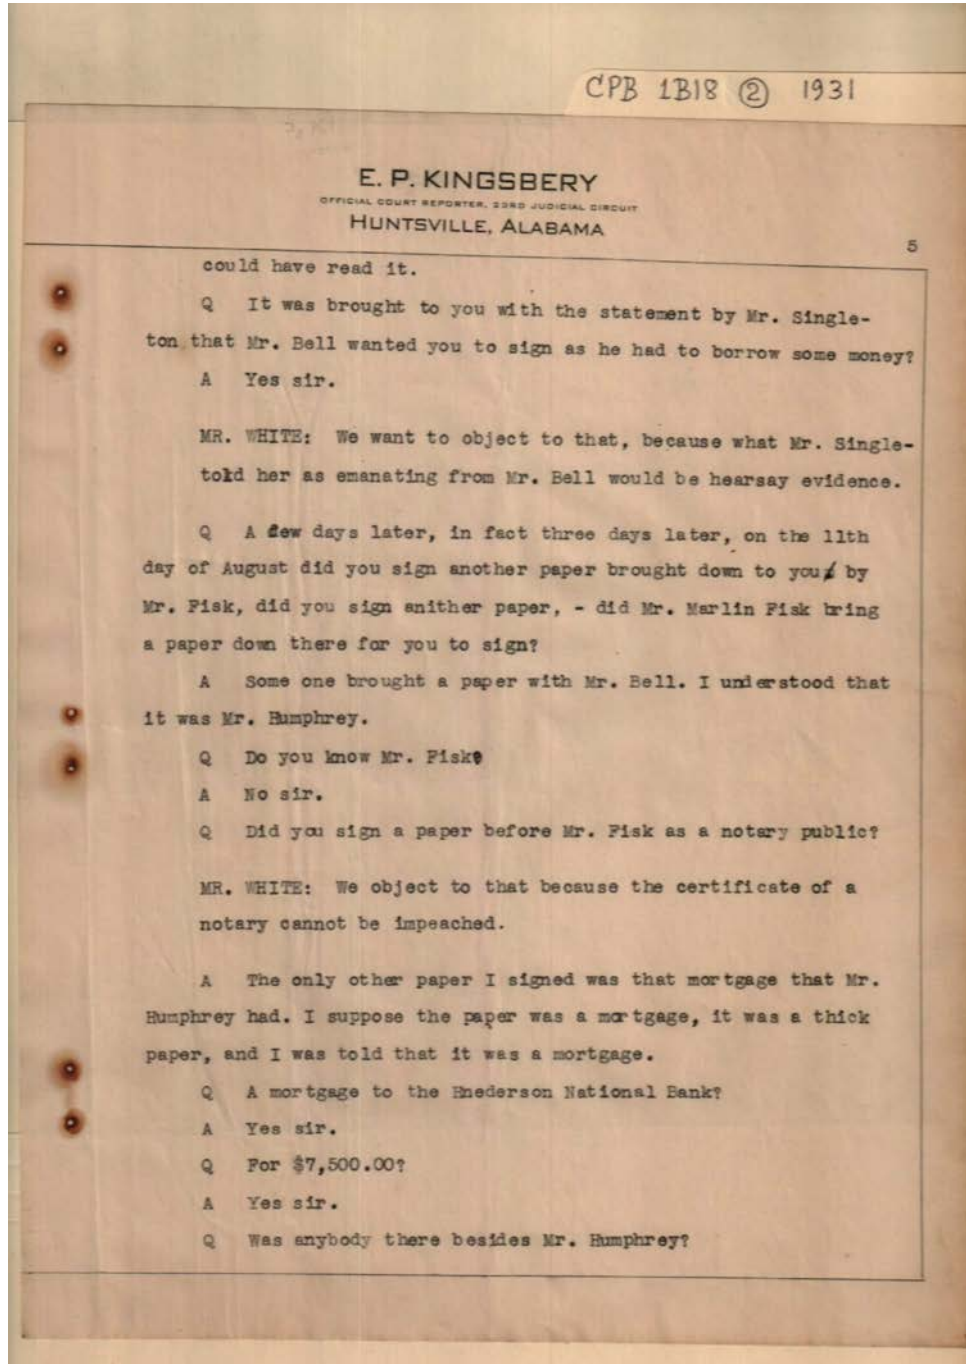 CPB 1B18 ② 1931
E. P. KINGSBERY
OFFICIAL COURT REPORTER, 23RD JUDICIAL CIRCUIT
HUNTSVILLE, ALABAMA
5
could have read it.
Q It was brought to you with the statement by Mr. Single-
ton that Mr. Bell wanted you to sign as he had to borrow some money?
A Yes sir.
MR. WHITE: We want to object to that, because what Mr. Single-
told her as emanating from Mr. Bell would be hearsay evidence.
Q A few days later, in fact three days later, on the 11th
day of August did you sign another paper brought down to you by
Mr. Fisk, did you sign anither paper, - did Mr. Marlin Fisk bring
a paper down there for you to sign?
A Some one brought a paper with Mr. Bell. I understood that
it was Mr. Humphrey.
Q Do you know Mr. Fisk?
A No sir.
Q Did you sign a paper before Mr. Fisk as a notary public?
MR. WHITE: We object to that because the certificate of a
notary cannot be impeached.
A The only other paper I signed was that mortgage that Mr.
Humphrey had. I suppose the paper was a mortgage, it was a thick
paper, and I was told that it was a mortgage.
Q A mortgage to the Hnederson National Bank?
A Yes sir.
Q For $7,500.00?
A Yes sir.
Q Was anybody there besides Mr. Humphrey?